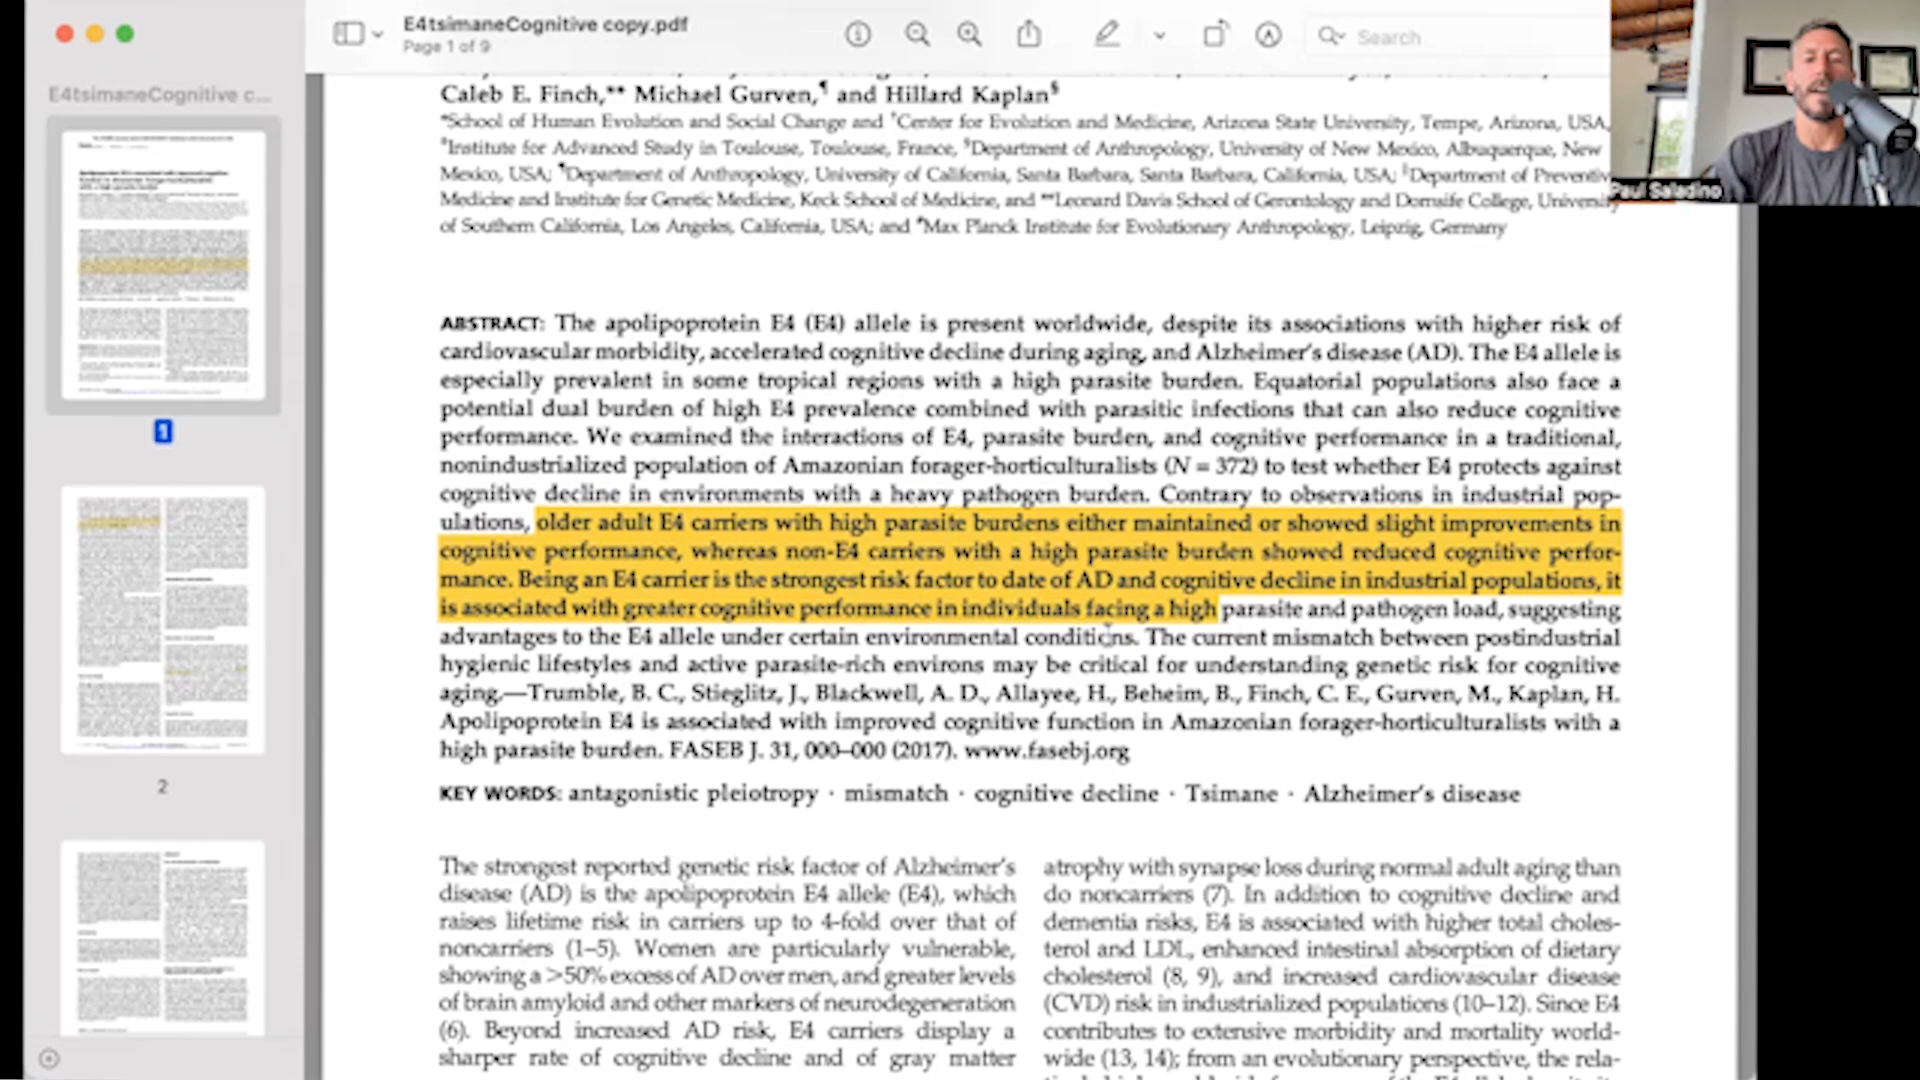 E4tsimaneCognitive copy.pdf
Page 1 of 9
Search
E4tsimaneCognitive c...
1
2
Paul Saladino
Caleb E. Finch,** Michael Gurven,¶ and Hillard Kaplan§
*School of Human Evolution and Social Change and †Center for Evolution and Medicine, Arizona State University, Tempe, Arizona, USA,
‡Institute for Advanced Study in Toulouse, Toulouse, France, §Department of Anthropology, University of New Mexico, Albuquerque, New
Mexico, USA; ¶Department of Anthropology, University of California, Santa Barbara, Santa Barbara, California, USA; ‖Department of Preventiv
Medicine and Institute for Genetic Medicine, Keck School of Medicine, and **Leonard Davis School of Gerontology and Dornsife College, University
of Southern California, Los Angeles, California, USA; and #Max Planck Institute for Evolutionary Anthropology, Leipzig, Germany
ABSTRACT: The apolipoprotein E4 (E4) allele is present worldwide, despite its associations with higher risk of
cardiovascular morbidity, accelerated cognitive decline during aging, and Alzheimer's disease (AD). The E4 allele is
especially prevalent in some tropical regions with a high parasite burden. Equatorial populations also face a
potential dual burden of high E4 prevalence combined with parasitic infections that can also reduce cognitive
performance. We examined the interactions of E4, parasite burden, and cognitive performance in a traditional,
nonindustrialized population of Amazonian forager-horticulturalists (N = 372) to test whether E4 protects against
cognitive decline in environments with a heavy pathogen burden. Contrary to observations in industrial pop-
ulations, older adult E4 carriers with high parasite burdens either maintained or showed slight improvements in
cognitive performance, whereas non-E4 carriers with a high parasite burden showed reduced cognitive perfor-
mance. Being an E4 carrier is the strongest risk factor to date of AD and cognitive decline in industrial populations, it
is associated with greater cognitive performance in individuals facing a high parasite and pathogen load, suggesting
advantages to the E4 allele under certain environmental conditions. The current mismatch between postindustrial
hygienic lifestyles and active parasite-rich environs may be critical for understanding genetic risk for cognitive
aging.—Trumble, B. C., Stieglitz, J., Blackwell, A. D., Allayee, H., Beheim, B., Finch, C. E., Gurven, M., Kaplan, H.
Apolipoprotein E4 is associated with improved cognitive function in Amazonian forager-horticulturalists with a
high parasite burden. FASEB J. 31, 000–000 (2017). www.fasebj.org
KEY WORDS: antagonistic pleiotropy · mismatch · cognitive decline · Tsimane · Alzheimer's disease
The strongest reported genetic risk factor of Alzheimer's
disease (AD) is the apolipoprotein E4 allele (E4), which
raises lifetime risk in carriers up to 4-fold over that of
noncarriers (1–5). Women are particularly vulnerable,
showing a >50% excess of AD over men, and greater levels
of brain amyloid and other markers of neurodegeneration
(6). Beyond increased AD risk, E4 carriers display a
sharper rate of cognitive decline and of gray matter
atrophy with synapse loss during normal adult aging than
do noncarriers (7). In addition to cognitive decline and
dementia risks, E4 is associated with higher total choles-
terol and LDL, enhanced intestinal absorption of dietary
cholesterol (8, 9), and increased cardiovascular disease
(CVD) risk in industrialized populations (10–12). Since E4
contributes to extensive morbidity and mortality world-
wide (13, 14); from an evolutionary perspective, the rela-